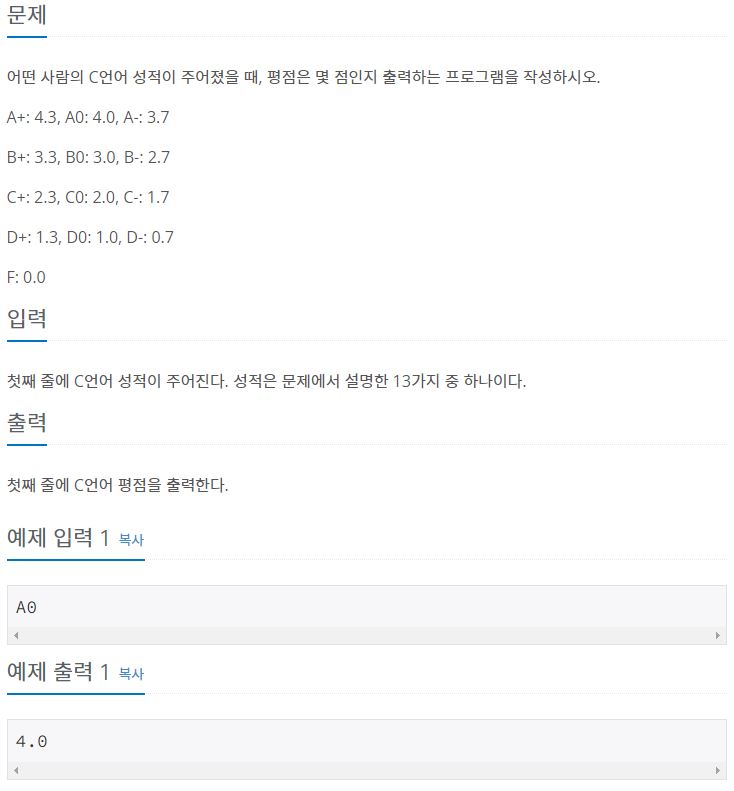 문제
어떤 사람의 C언어 성적이 주어졌을 때, 평점은 몇 점인지 출력하는 프로그램을 작성하시오.
A+: 4.3, A0: 4.0, A-: 3.7
B+: 3.3, B0: 3.0, B-: 2.7
C+: 2.3, C0: 2.0, C-: 1.7
D+: 1.3, D0: 1.0, D-: 0.7
F: 0.0
입력
첫째 줄에 C언어 성적이 주어진다. 성적은 문제에서 설명한 13가지 중 하나이다.
출력
첫째 줄에 C언어 평점을 출력한다.
예제 입력 1 복사
A0
예제 출력 1 복사
4.0